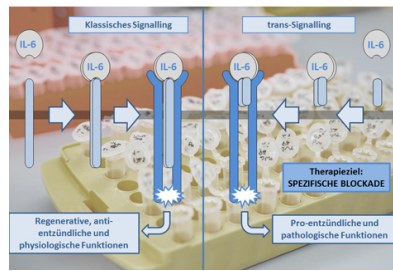 Klassisches Signalling
trans-Signalling
IL-6
IL-6
IL-6
IL-6
IL-6
IL-6
Therapieziel:
SPEZIFISCHE BLOCKADE
Regenerative, anti-
entzündliche und
physiologische Funktionen
Pro-entzündliche und
pathologische Funktionen